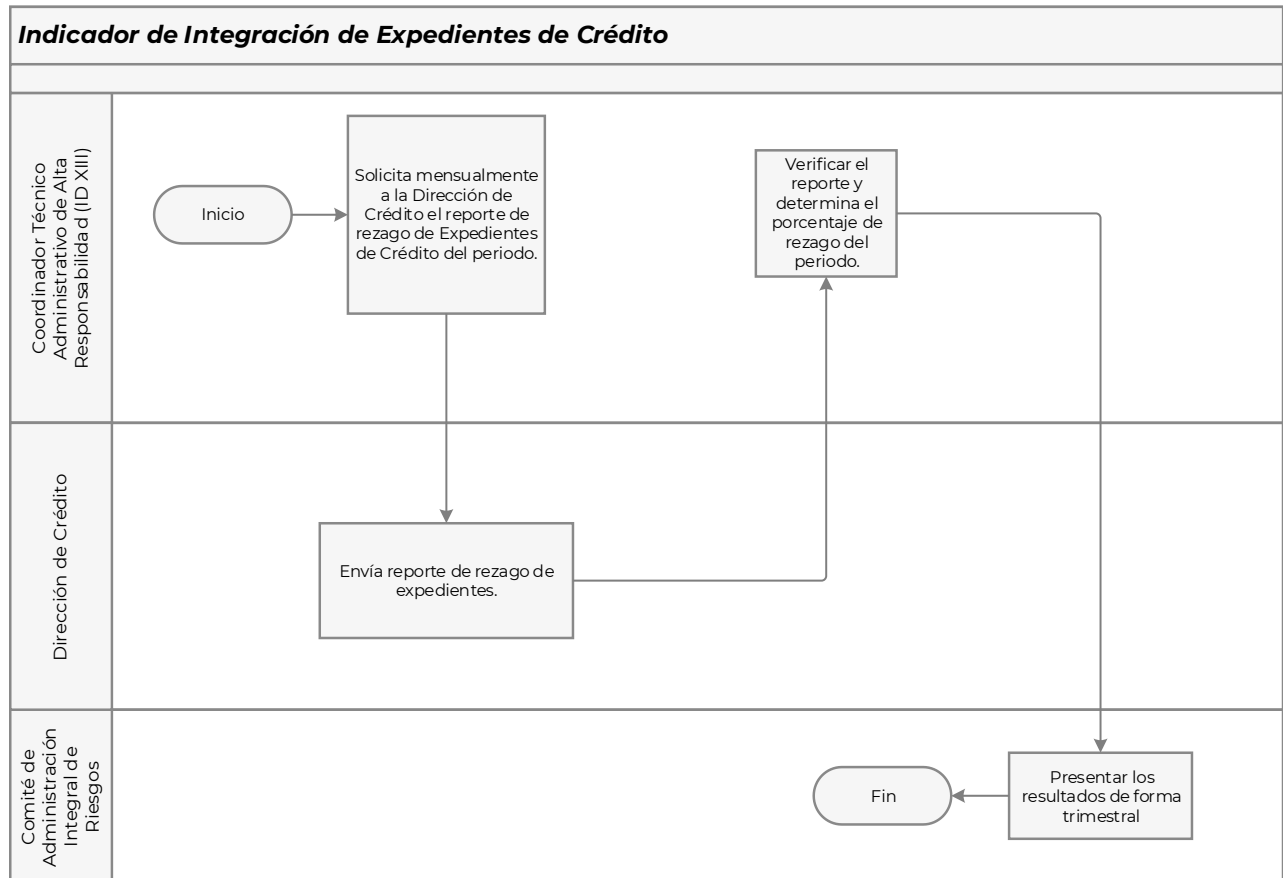 Indicador de Integración de Expedientes de Crédito
Coordinador Técnico
Administrativo de Alta
Responsabilidad (ID XIII)
Inicio
Solicita mensualmente
a la Dirección de
Crédito el reporte de
rezago de Expedientes
de Crédito del periodo.
Verificar el
reporte y
determina el
porcentaje de
rezago del
periodo.
Dirección de Crédito
Envía reporte de rezago de
expedientes.
Comité de
Administración
Integral de
Riesgos
Fin
Presentar los
resultados de forma
trimestral